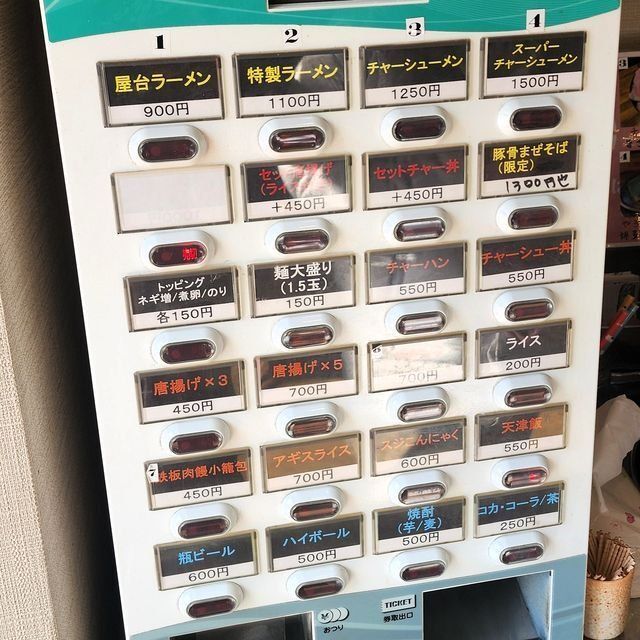 1
2
3
4
屋台ラーメン
900円
特製ラーメン
1100円
チャーシューメン
1250円
スーパー
チャーシューメン
1500円
+450円
セットチャー丼
+450円
豚骨まぜそば
(限定)
1300円也
トッピング
ネギ増/煮卵/のり
各150円
麺大盛り
(1.5玉)
150円
チャーハン
550円
チャーシュー丼
550円
唐揚げ×3
450円
唐揚げ×5
700円
700円
ライス
200円
7
鉄板肉饅小籠包
450円
アギスライス
700円
スジこんにゃく
600円
天津飯
550円
瓶ビール
600円
ハイボール
500円
焼酎
(芋/麦)
500円
コカ・コーラ/茶
250円
おつり
TICKET
券取出口